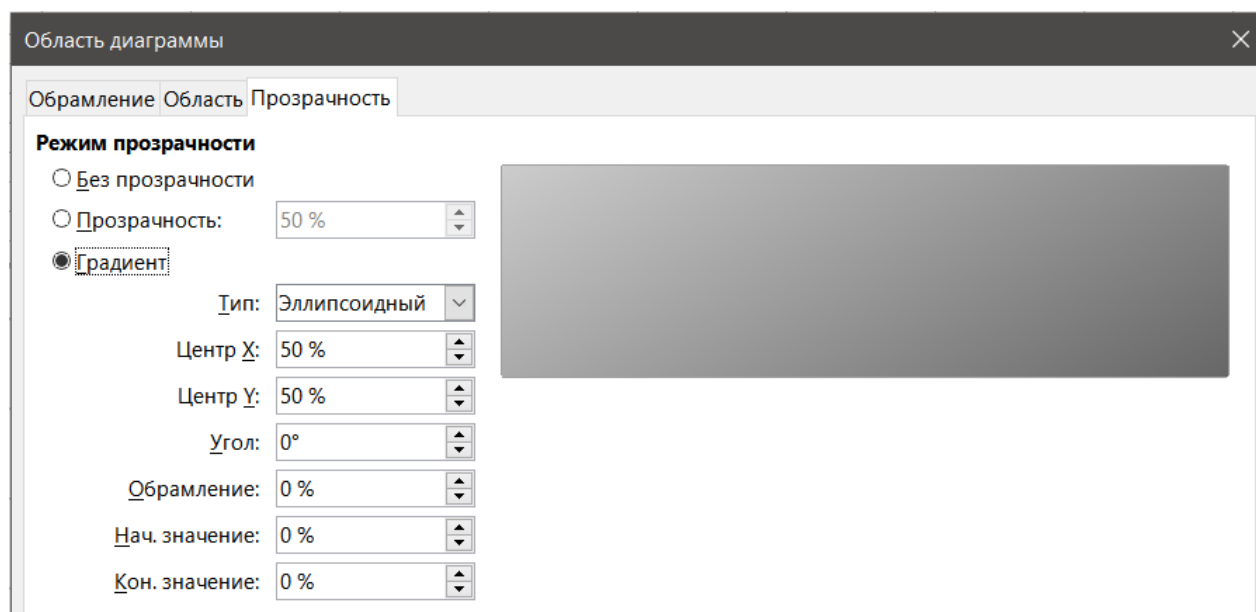 Область диаграммы
Обрамление Область Прозрачность
Режим прозрачности
Без прозрачности
Прозрачность: 50 %
Градиент
Тип: Эллипсоидный
Центр X: 50 %
Центр Y: 50 %
Угол: 0°
Обрамление: 0 %
Нач. значение: 0 %
Кон. значение: 0 %